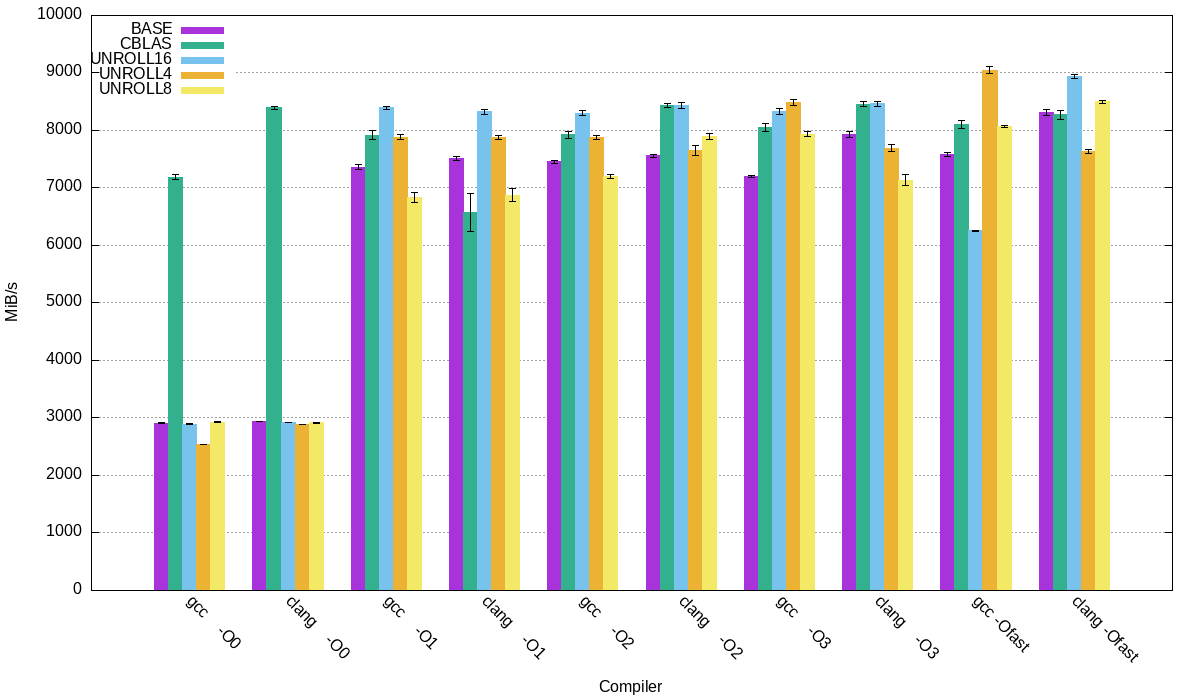 10000
9000
8000
7000
6000
5000
4000
3000
2000
1000
0
MiB/s
BASE
CBLAS
UNROLL16
UNROLL4
UNROLL8
gcc -O0
clang -O0
gcc -O1
clang -O1
gcc -O2
clang -O2
gcc -O3
clang -O3
gcc -Ofast
clang -Ofast
Compiler